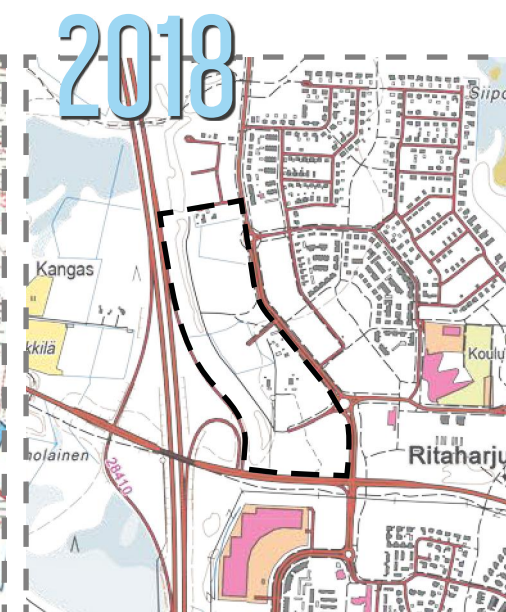 2018
Siipo
Kangas
kkilä
Koulu
Ritaharju
holainen
28410